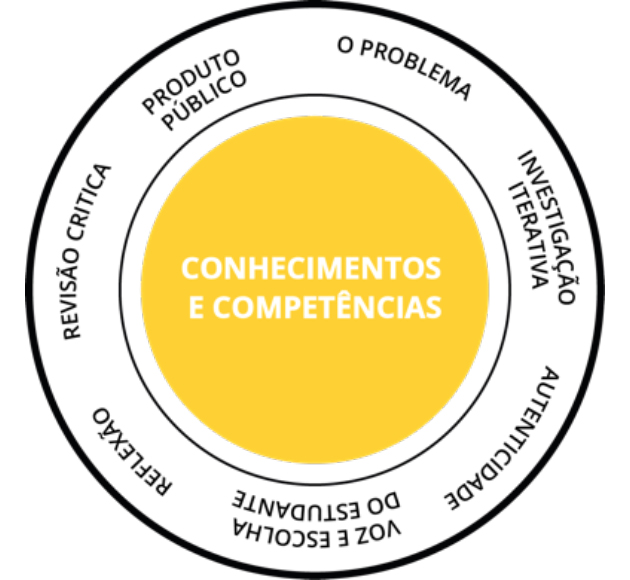 O PROBLEMA
INVESTIGAÇÃO
ITERATIVA
AUTENTICIDADE
VOZ E ESCOLHA
DO ESTUDANTE
REFLEXÃO
REVISÃO CRITICA
PRODUTO
PÚBLICO
CONHECIMENTOS
E COMPETÊNCIAS